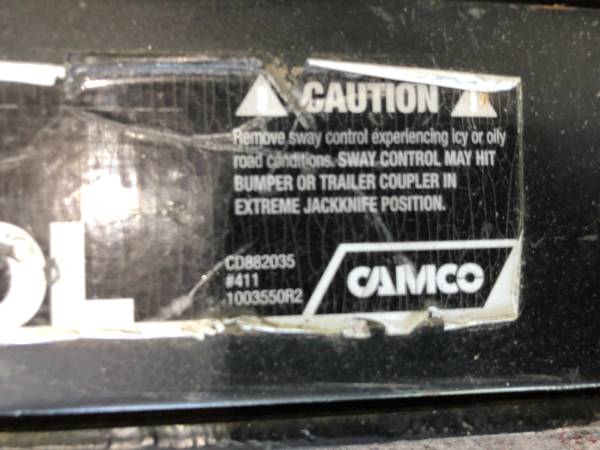 CAUTION
Remove sway control experiencing icy or oily
road conditions. SWAY CONTROL MAY HIT
BUMPER OR TRAILER COUPLER IN
EXTREME JACKKNIFE POSITION.
OL
CD882035
#411
1003550R2
CAMCO